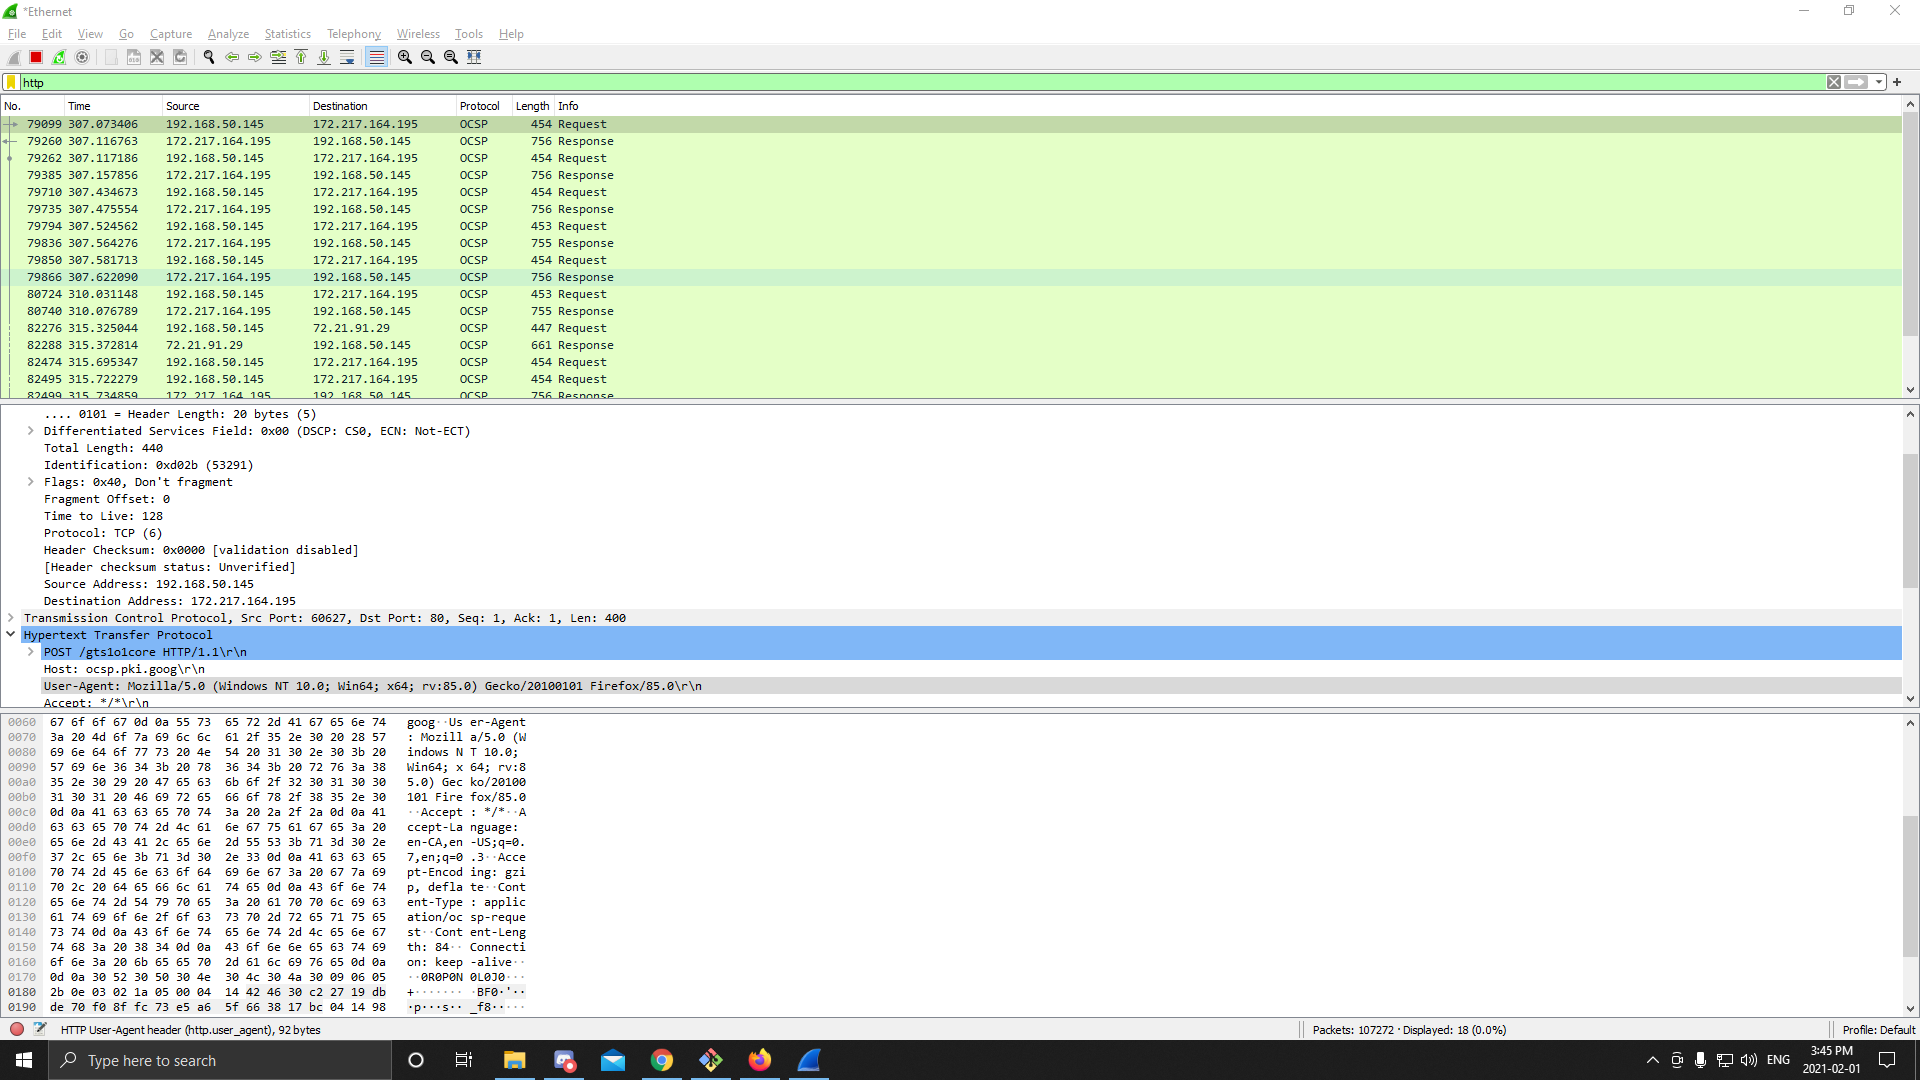 *Ethernet
File Edit View Go Capture Analyze Statistics Telephony Wireless Tools Help
http
No. Time Source Destination Protocol Length Info
79099 307.073406 192.168.50.145 172.217.164.195 OCSP 454 Request
79260 307.116763 172.217.164.195 192.168.50.145 OCSP 756 Response
79262 307.117186 192.168.50.145 172.217.164.195 OCSP 454 Request
79385 307.157856 172.217.164.195 192.168.50.145 OCSP 756 Response
79710 307.434673 192.168.50.145 172.217.164.195 OCSP 454 Request
79735 307.475554 172.217.164.195 192.168.50.145 OCSP 756 Response
79794 307.524562 192.168.50.145 172.217.164.195 OCSP 453 Request
79836 307.564276 172.217.164.195 192.168.50.145 OCSP 755 Response
79850 307.581713 192.168.50.145 172.217.164.195 OCSP 454 Request
79866 307.622090 172.217.164.195 192.168.50.145 OCSP 756 Response
80724 310.031148 192.168.50.145 172.217.164.195 OCSP 453 Request
80740 310.076789 172.217.164.195 192.168.50.145 OCSP 755 Response
82276 315.325044 192.168.50.145 72.21.91.29 OCSP 447 Request
82288 315.372814 72.21.91.29 192.168.50.145 OCSP 661 Response
82474 315.695347 192.168.50.145 172.217.164.195 OCSP 454 Request
82495 315.722279 192.168.50.145 172.217.164.195 OCSP 454 Request
82499 315.734859 172.217.164.195 192.168.50.145 OCSP 756 Response
.... 0101 = Header Length: 20 bytes (5)
Differentiated Services Field: 0x00 (DSCP: CS0, ECN: Not-ECT)
Total Length: 440
Identification: 0xd02b (53291)
Flags: 0x40, Don't fragment
Fragment Offset: 0
Time to Live: 128
Protocol: TCP (6)
Header Checksum: 0x0000 [validation disabled]
[Header checksum status: Unverified]
Source Address: 192.168.50.145
Destination Address: 172.217.164.195
Transmission Control Protocol, Src Port: 60627, Dst Port: 80, Seq: 1, Ack: 1, Len: 400
Hypertext Transfer Protocol
POST /gts1o1core HTTP/1.1\r\n
Host: ocsp.pki.goog\r\n
User-Agent: Mozilla/5.0 (Windows NT 10.0; Win64; x64; rv:85.0) Gecko/20100101 Firefox/85.0\r\n
Accept: */*\r\n
0060 67 6f 6f 67 0d 0a 55 73 65 72 2d 41 67 65 6e 74 goog··Us er-Agent
0070 3a 20 4d 6f 7a 69 6c 6c 61 2f 35 2e 30 20 28 57 : Mozill a/5.0 (W
0080 69 6e 64 6f 77 73 20 4e 54 20 31 30 2e 30 3b 20 indows N T 10.0;
0090 57 69 6e 36 34 3b 20 78 36 34 3b 20 72 76 3a 38 Win64; x 64; rv:8
00a0 35 2e 30 29 20 47 65 63 6b 6f 2f 32 30 31 30 30 5.0) Gec ko/20100
00b0 31 30 31 20 46 69 72 65 66 6f 78 2f 38 35 2e 30 101 Fire fox/85.0
00c0 0d 0a 41 63 63 65 70 74 3a 20 2a 2f 2a 0d 0a 41 ··Accept : */*··A
00d0 63 63 65 70 74 2d 4c 61 6e 67 75 61 67 65 3a 20 ccept-La nguage:
00e0 65 6e 2d 43 41 2c 65 6e 2d 55 53 3b 71 3d 30 2e en-CA,en -US;q=0.
00f0 37 2c 65 6e 3b 71 3d 30 2e 33 0d 0a 41 63 63 65 7,en;q=0 .3··Acce
0100 70 74 2d 45 6e 63 6f 64 69 6e 67 3a 20 67 7a 69 pt-Encod ing: gzi
0110 70 2c 20 64 65 66 6c 61 74 65 0d 0a 43 6f 6e 74 p, defla te··Cont
0120 65 6e 74 2d 54 79 70 65 3a 20 61 70 70 6c 69 63 ent-Type : applic
0130 61 74 69 6f 6e 2f 6f 63 73 70 2d 72 65 71 75 65 ation/oc sp-reque
0140 73 74 0d 0a 43 6f 6e 74 65 6e 74 2d 4c 65 6e 67 st··Cont ent-Leng
0150 74 68 3a 20 38 34 0d 0a 43 6f 6e 6e 65 63 74 69 th: 84·· Connecti
0160 6f 6e 3a 20 6b 65 65 70 2d 61 6c 69 76 65 0d 0a on: keep -alive··
0170 0d 0a 30 52 30 50 30 4e 30 4c 30 4a 30 09 06 05 ··0R0P0N 0L0J0···
0180 2b 0e 03 02 1a 05 00 04 14 42 46 30 c2 27 19 db +······· ·BF0·'··
0190 de 70 f0 8f fc 73 e5 a6 5f 66 38 17 bc 04 14 98 ·p···s·· _f8·····
HTTP User-Agent header (http.user_agent), 92 bytes
Packets: 107272 · Displayed: 18 (0.0%)
Profile: Default
Type here to search
ENG
3:45 PM
2021-02-01